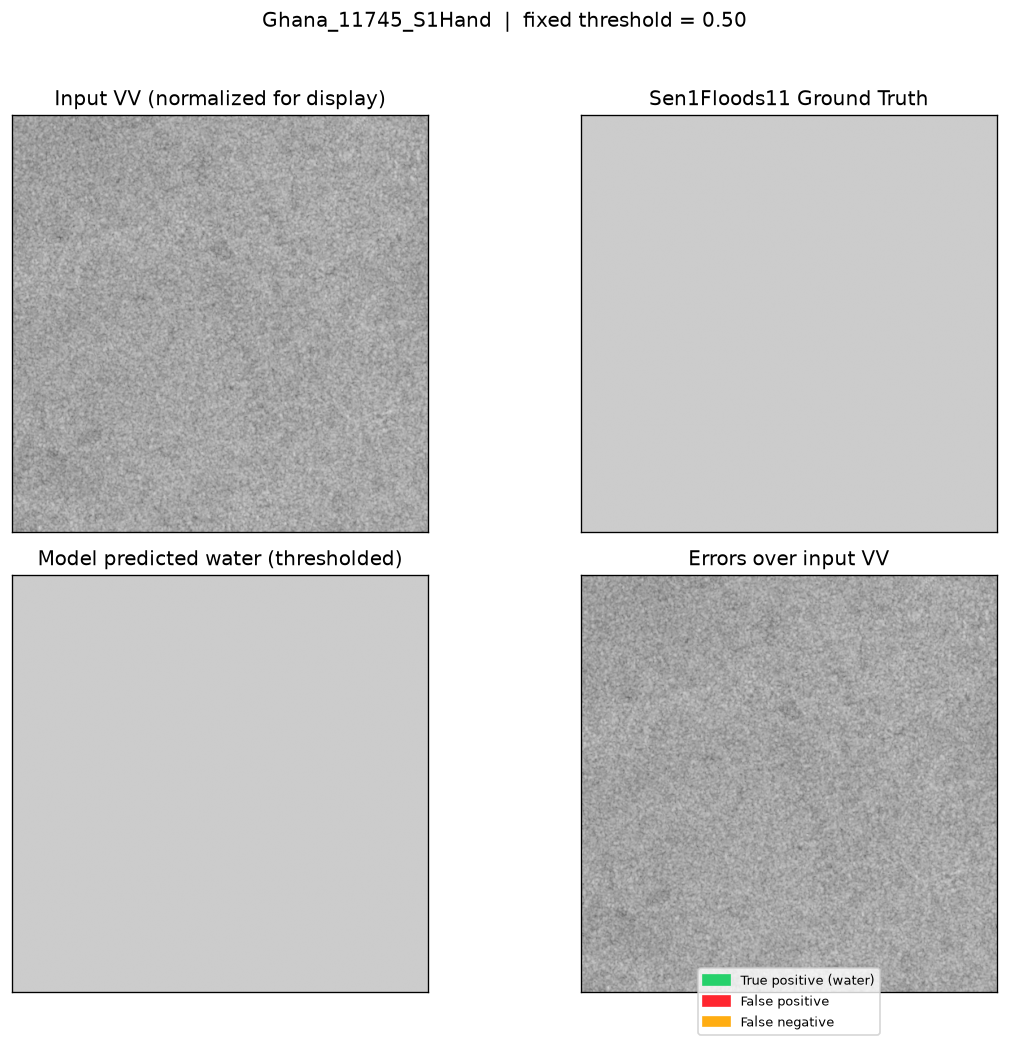 Ghana_11745_S1Hand | fixed threshold = 0.50
Input VV (normalized for display)
Sen1Floods11 Ground Truth
Model predicted water (thresholded)
Errors over input VV
True positive (water)
False positive
False negative